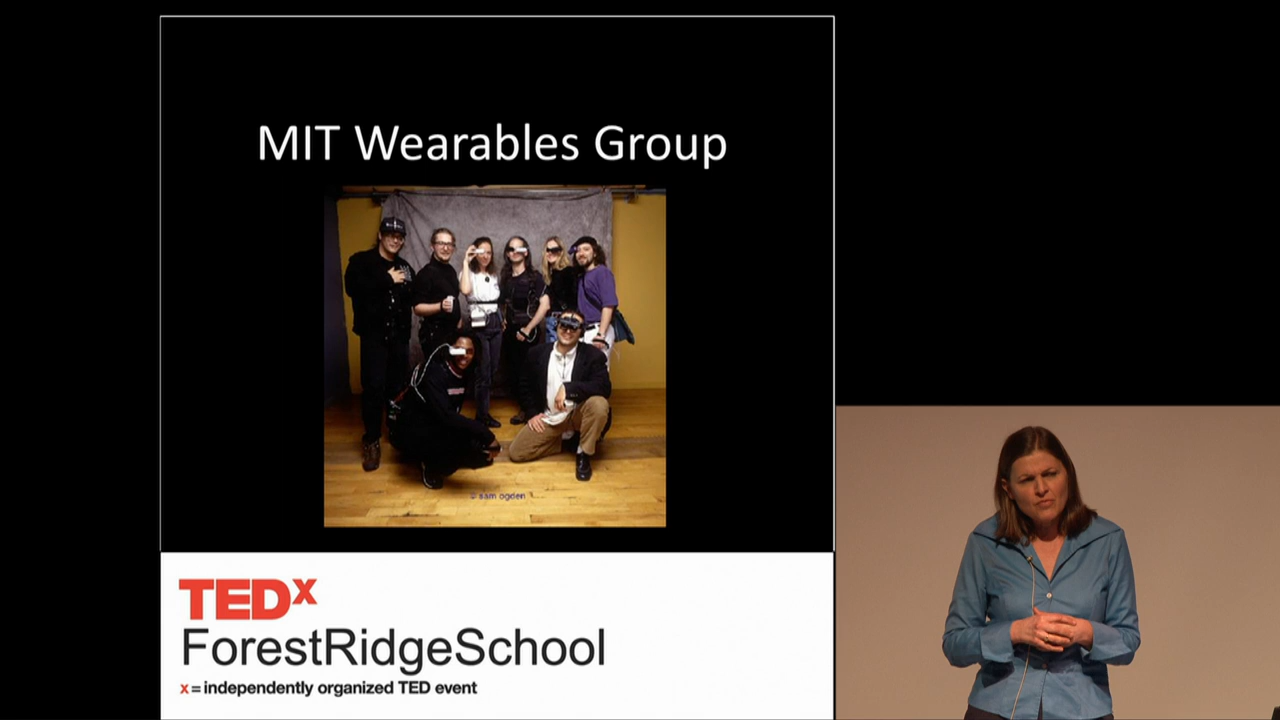 MIT Wearables Group
© sam ogden
TEDx
ForestRidgeSchool
x = independently organized TED event